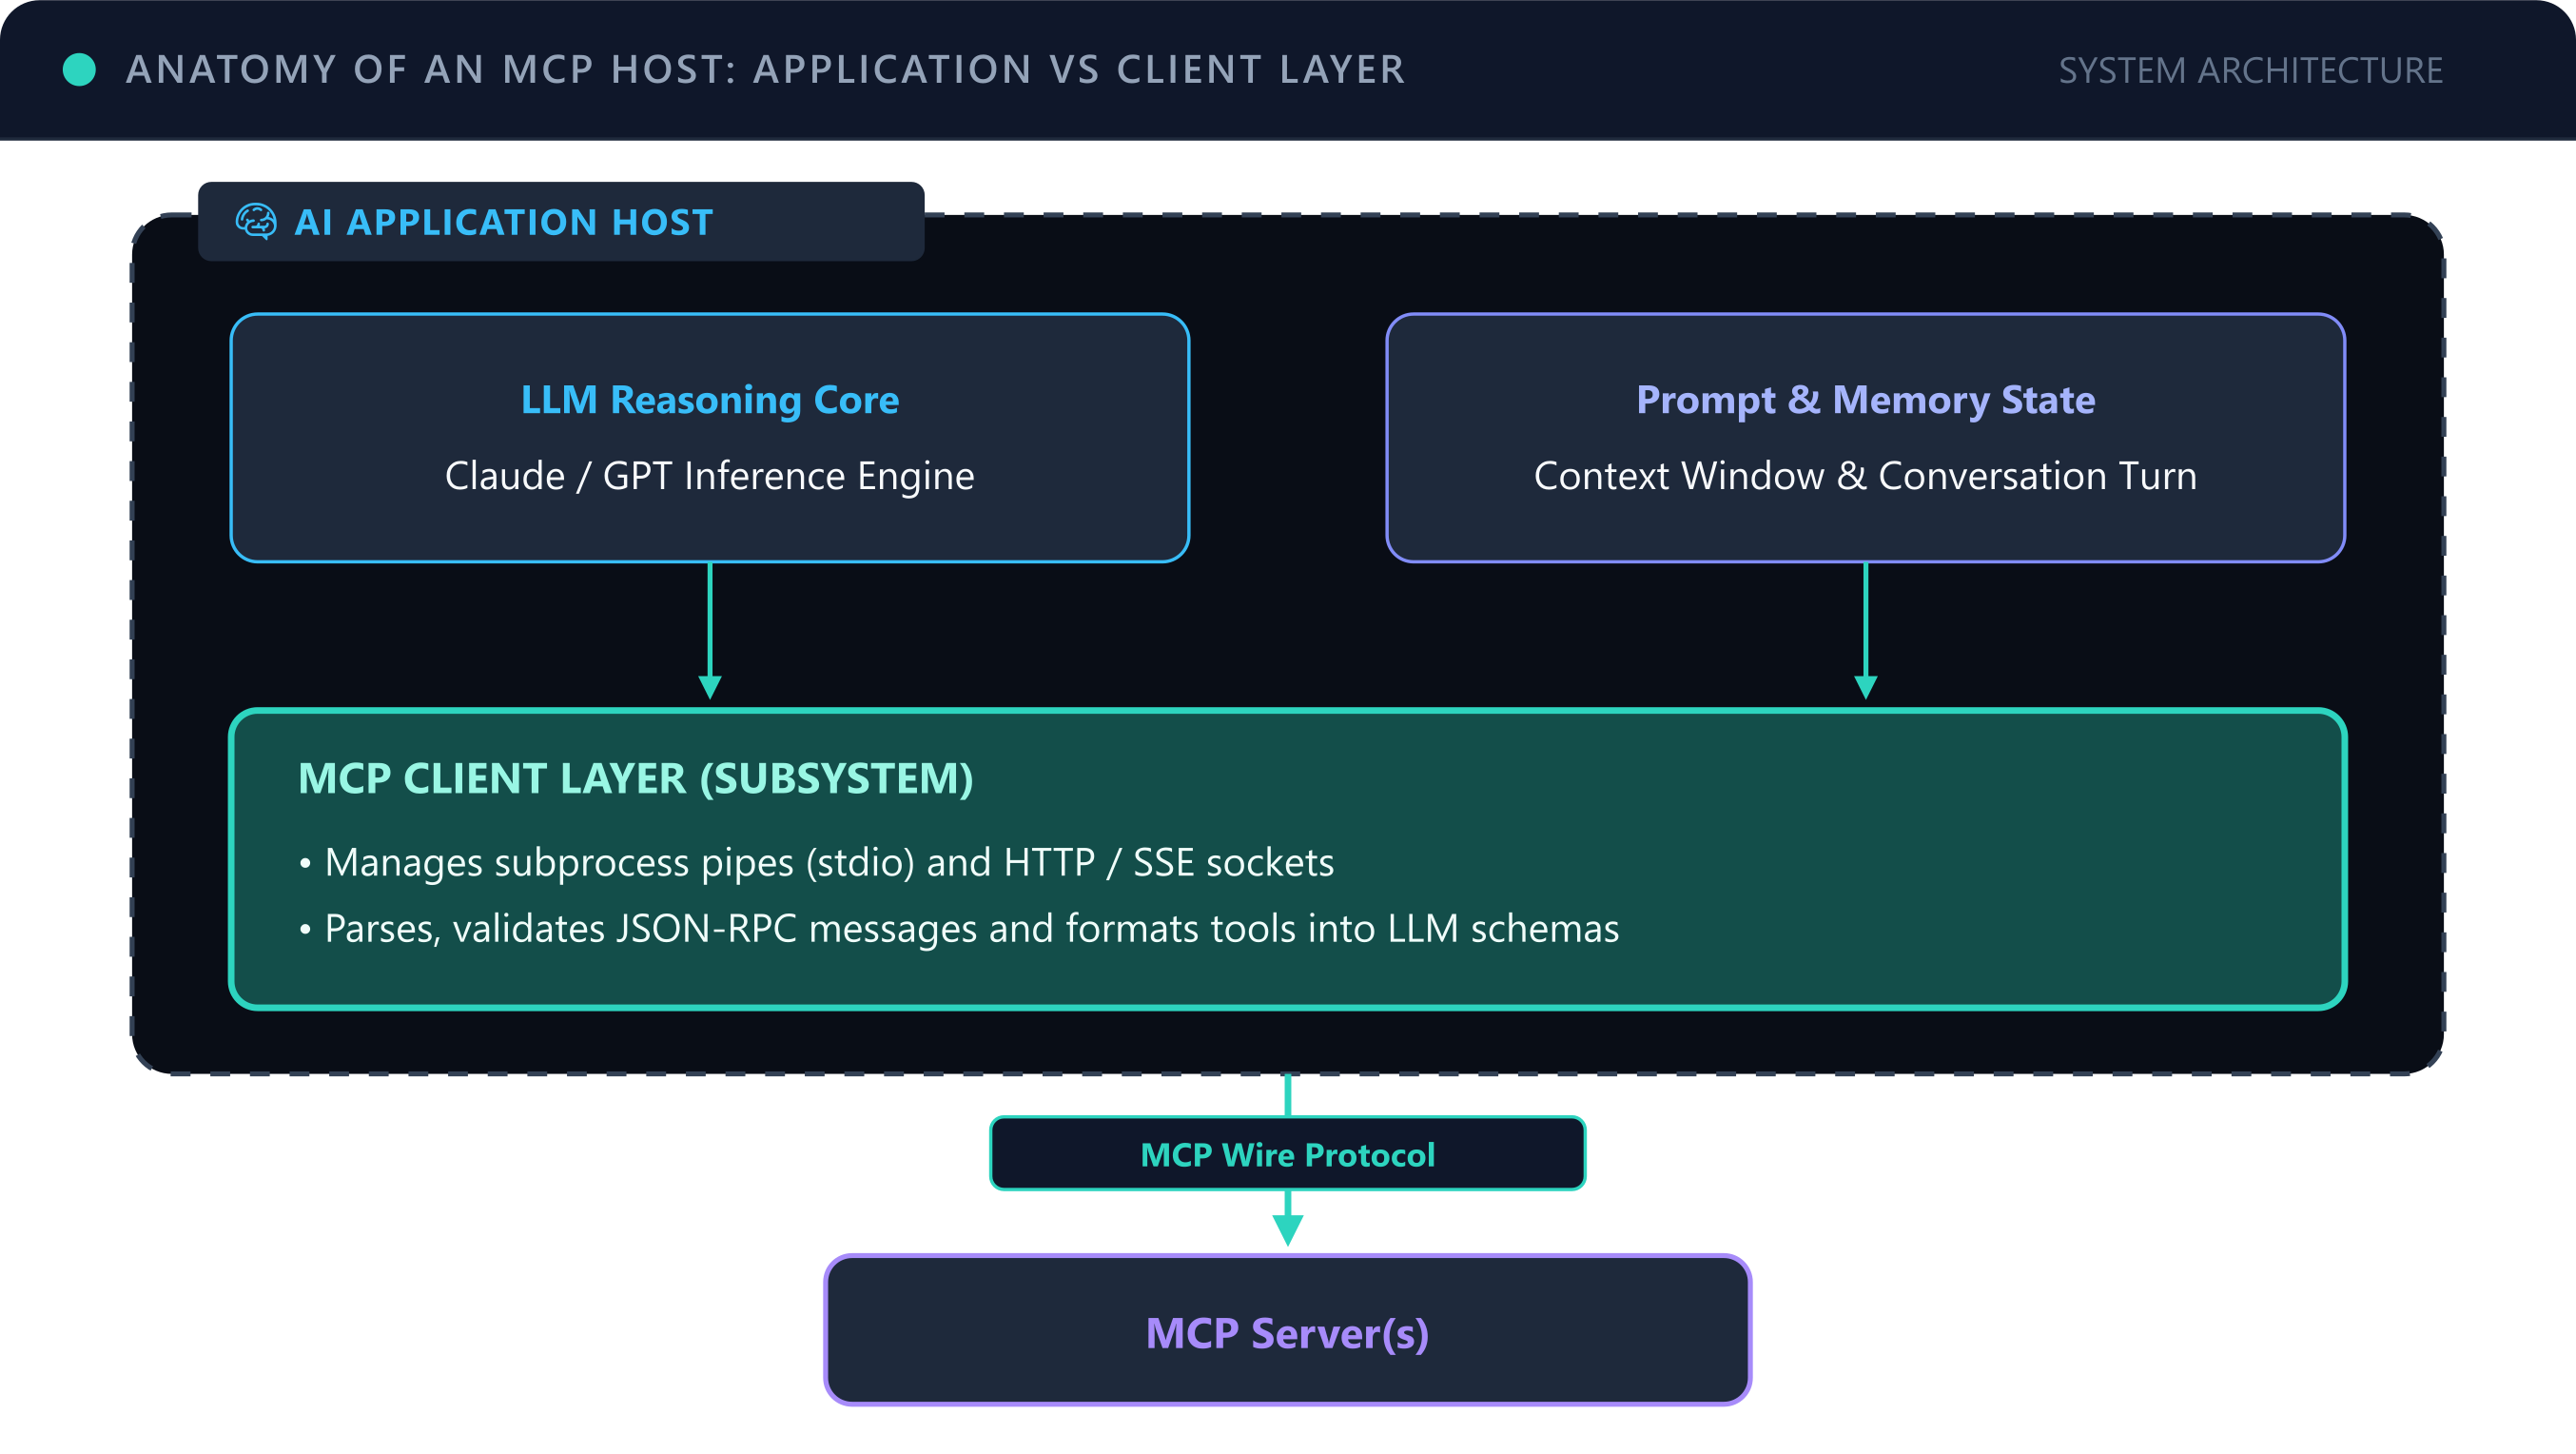 ANATOMY OF AN MCP HOST: APPLICATION VS CLIENT LAYER
SYSTEM ARCHITECTURE
AI APPLICATION HOST
LLM Reasoning Core
Claude / GPT Inference Engine
Prompt & Memory State
Context Window & Conversation Turn
MCP CLIENT LAYER (SUBSYSTEM)
• Manages subprocess pipes (stdio) and HTTP / SSE sockets
• Parses, validates JSON-RPC messages and formats tools into LLM schemas
MCP Wire Protocol
MCP Server(s)